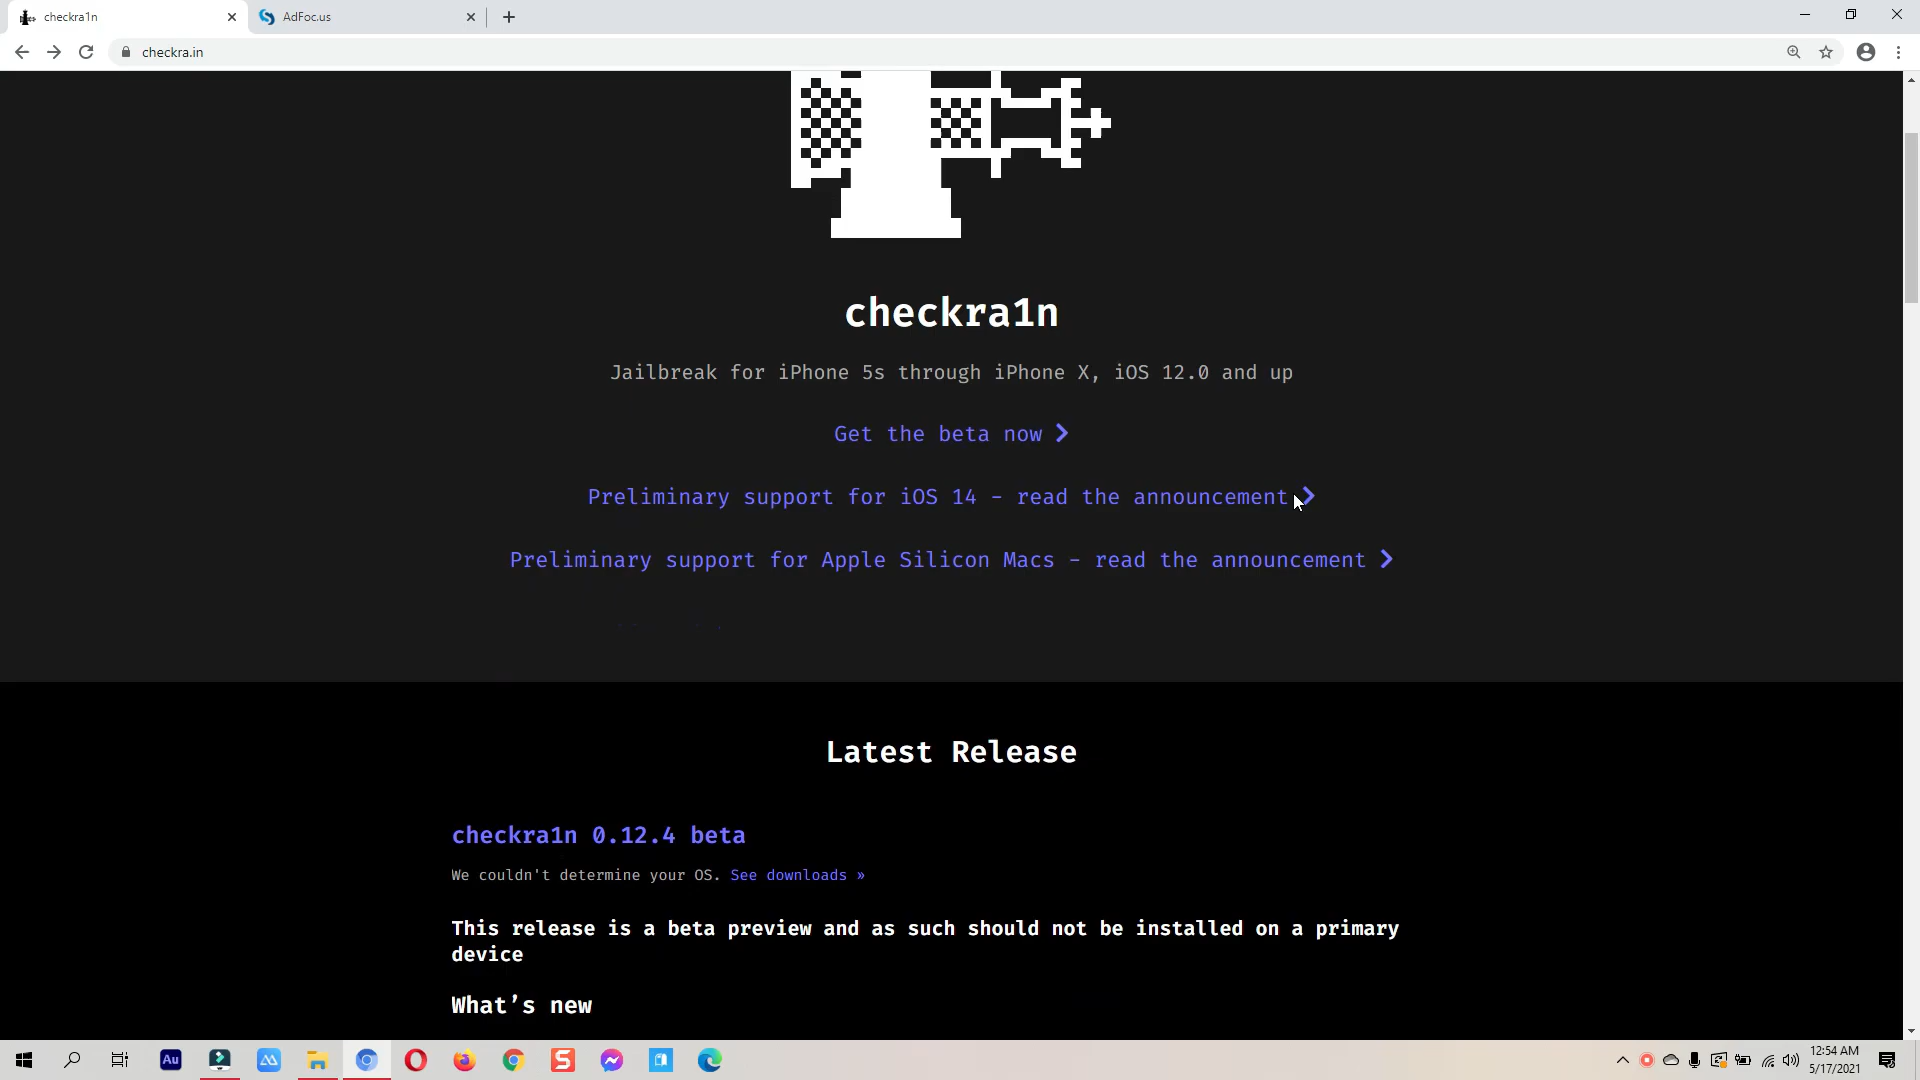 checkra1n
AdFoc.us
checkra.in
checkra1n
Jailbreak for iPhone 5s through iPhone X, iOS 12.0 and up
Get the beta now
Preliminary support for iOS 14 - read the announcement
Preliminary support for Apple Silicon Macs - read the announcement
Latest Release
checkra1n 0.12.4 beta
We couldn't determine your OS. See downloads »
This release is a beta preview and as such should not be installed on a primary
device
What's new
Au
S
12:54 AM
5/17/2021